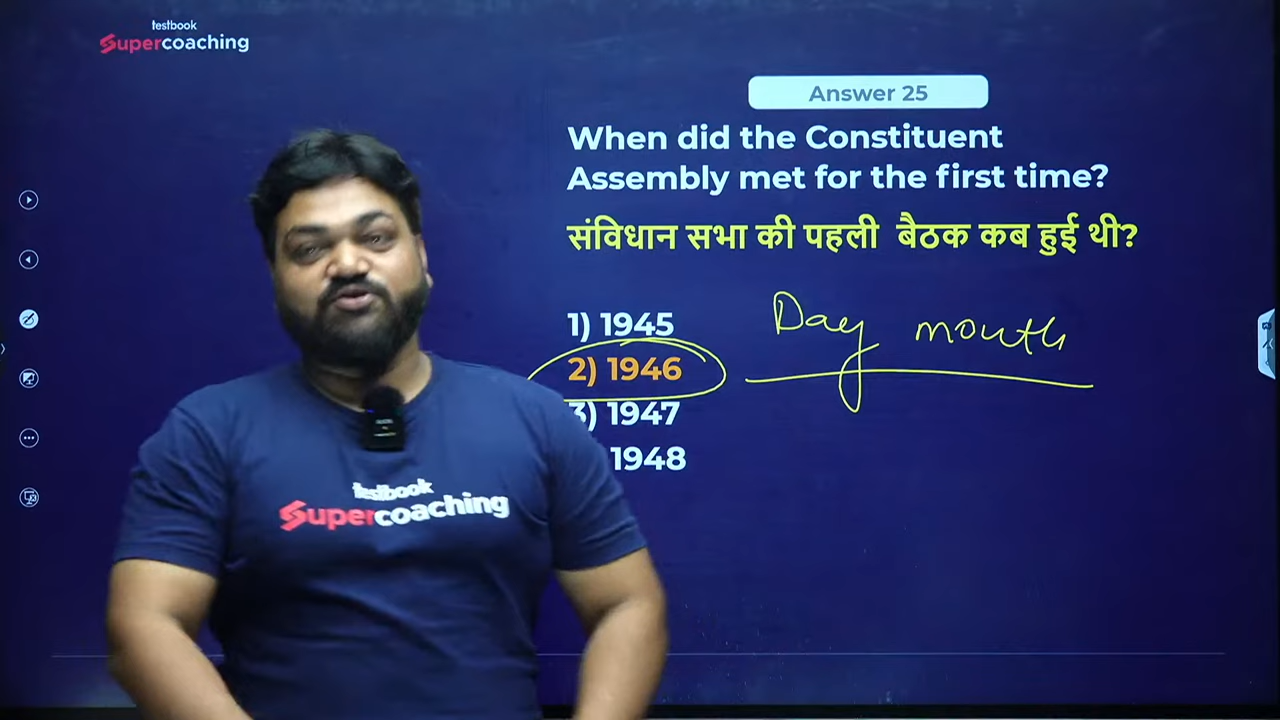 testbook
Supercoaching
Answer 25
When did the Constituent
Assembly met for the first time?
संविधान सभा की पहली बैठक कब हुई थी?
1) 1945
Day month
2) 1946
3) 1947
1948
testbook
Supercoaching